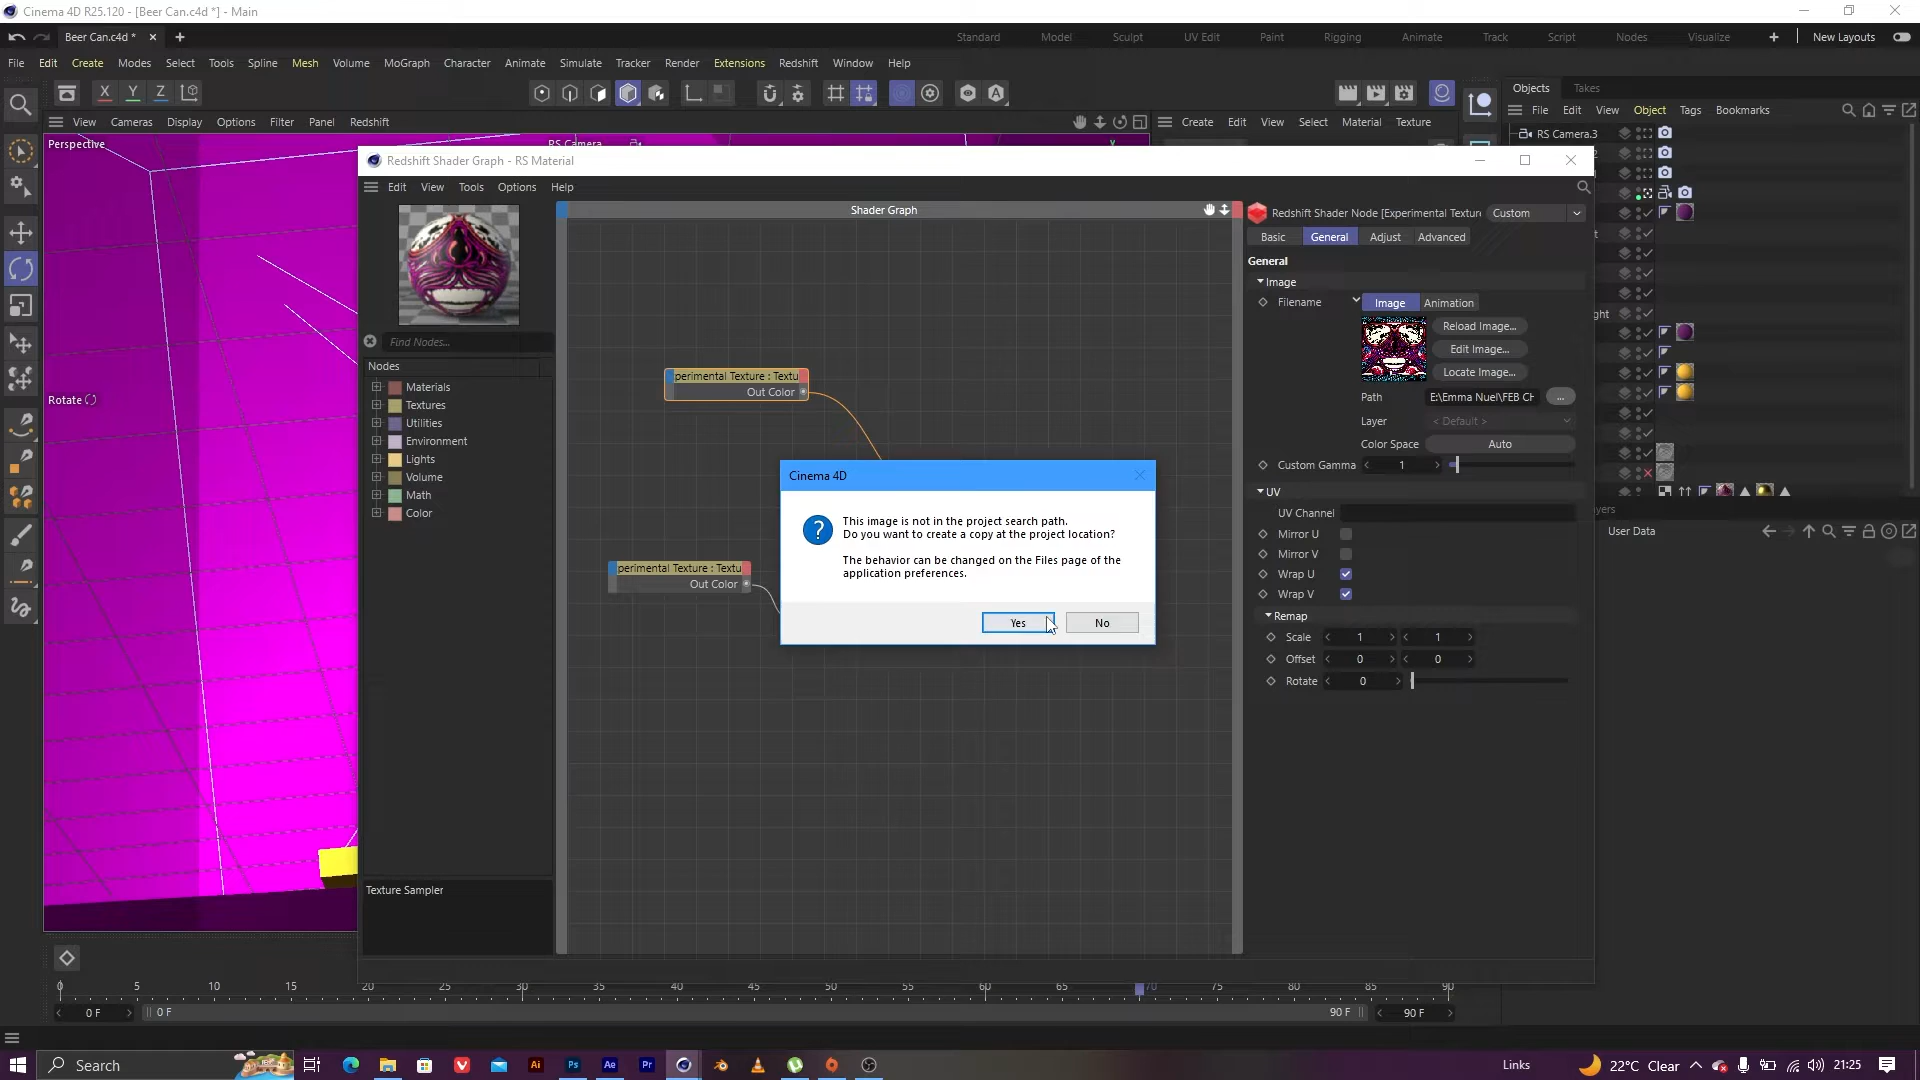 Cinema 4D R25.120 - [Beer Can.c4d *] - Main
Beer Can.c4d *
Standard
Model
Sculpt
UV Edit
Paint
Rigging
Animate
Track
Script
Nodes
Visualize
New Layouts
File
Edit
Create
Modes
Select
Tools
Spline
Mesh
Volume
MoGraph
Character
Animate
Simulate
Tracker
Render
Extensions
Redshift
Window
Help
X
Y
Z
Objects
Takes
File
Edit
View
Object
Tags
Bookmarks
View
Cameras
Display
Options
Filter
Panel
Redshift
Create
Edit
View
Select
Material
Texture
Perspective
RS Camera
RS Camera.3
Redshift Shader Graph - RS Material
Edit
View
Tools
Options
Help
Shader Graph
Redshift Shader Node [Experimental Texture
Custom
Basic
General
Adjust
Advanced
General
Image
Filename
Image
Animation
Reload Image...
Edit Image...
Locate Image...
Path
E:\Emma Nuel\FEB CH
...
Layer
< Default >
Color Space
Auto
Custom Gamma
1
UV
UV Channel
Mirror U
Mirror V
Wrap U
Wrap V
Remap
Scale
1
1
Offset
0
0
Rotate
0
Find Nodes...
Nodes
Materials
Textures
Utilities
Environment
Lights
Volume
Math
Color
Texture Sampler
Rotate
perimental Texture : Textu
Out Color
perimental Texture : Textu
Out Color
Cinema 4D
This image is not in the project search path.
Do you want to create a copy at the project location?
The behavior can be changed on the Files page of the
application preferences.
Yes
No
ght
yers
User Data
0
5
10
15
20
25
30
35
40
45
50
55
60
65
70
75
80
85
90
0 F
0 F
90 F
90 F
Search
Links
22°C Clear
21:25